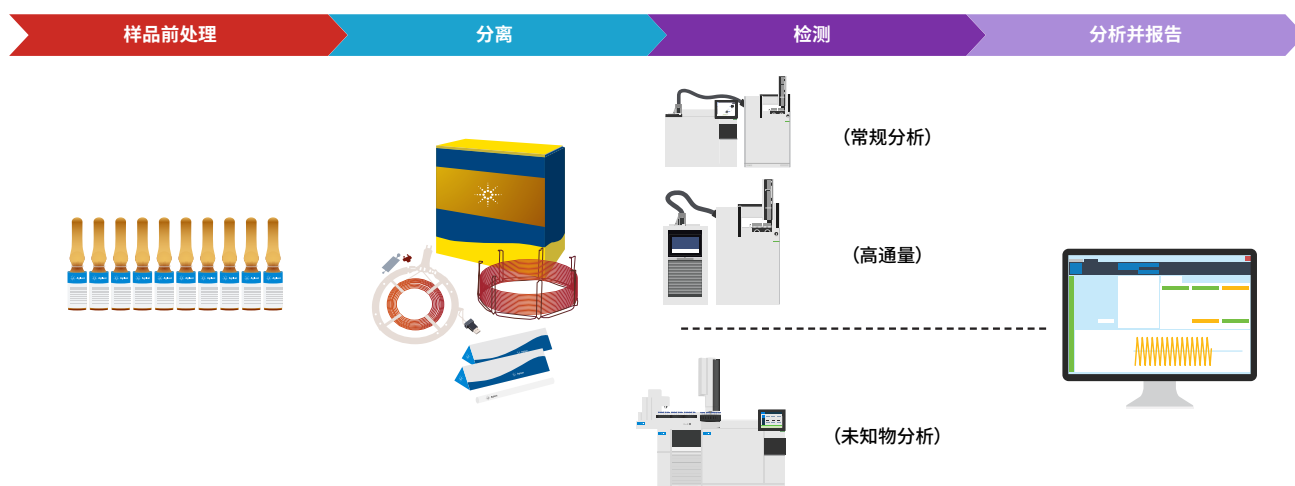 样品前处理
分离
检测
分析并报告
（常规分析）
（高通量）
（未知物分析）